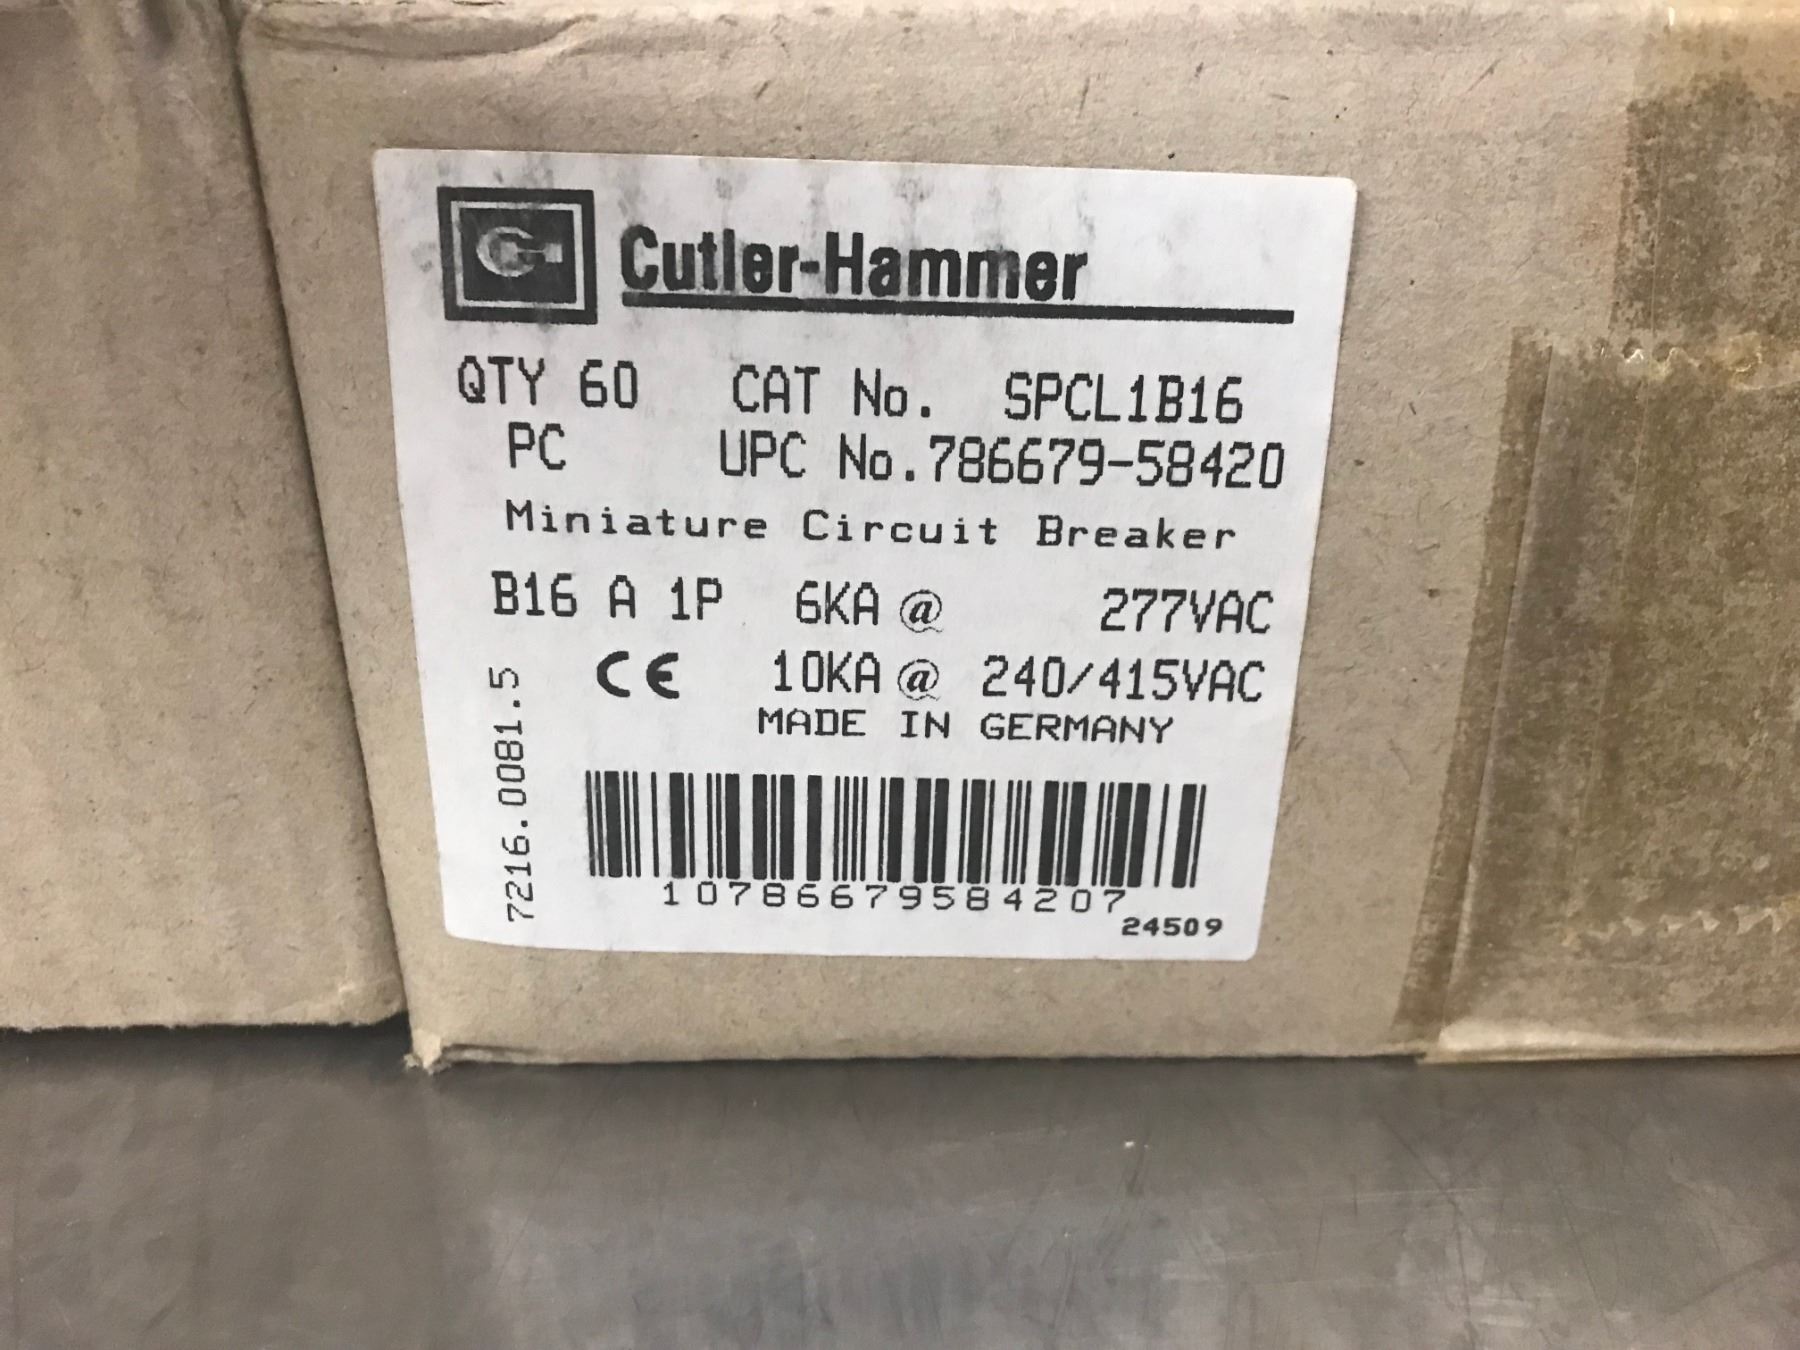 Cutler-Hammer
QTY 60 CAT No. SPCL1B16
PC UPC No.786679-58420
Miniature Circuit Breaker
B16 A 1P 6KA @ 277VAC
CE 10KA @ 240/415VAC
MADE IN GERMANY
7216.0081.5
10786679584207
24509